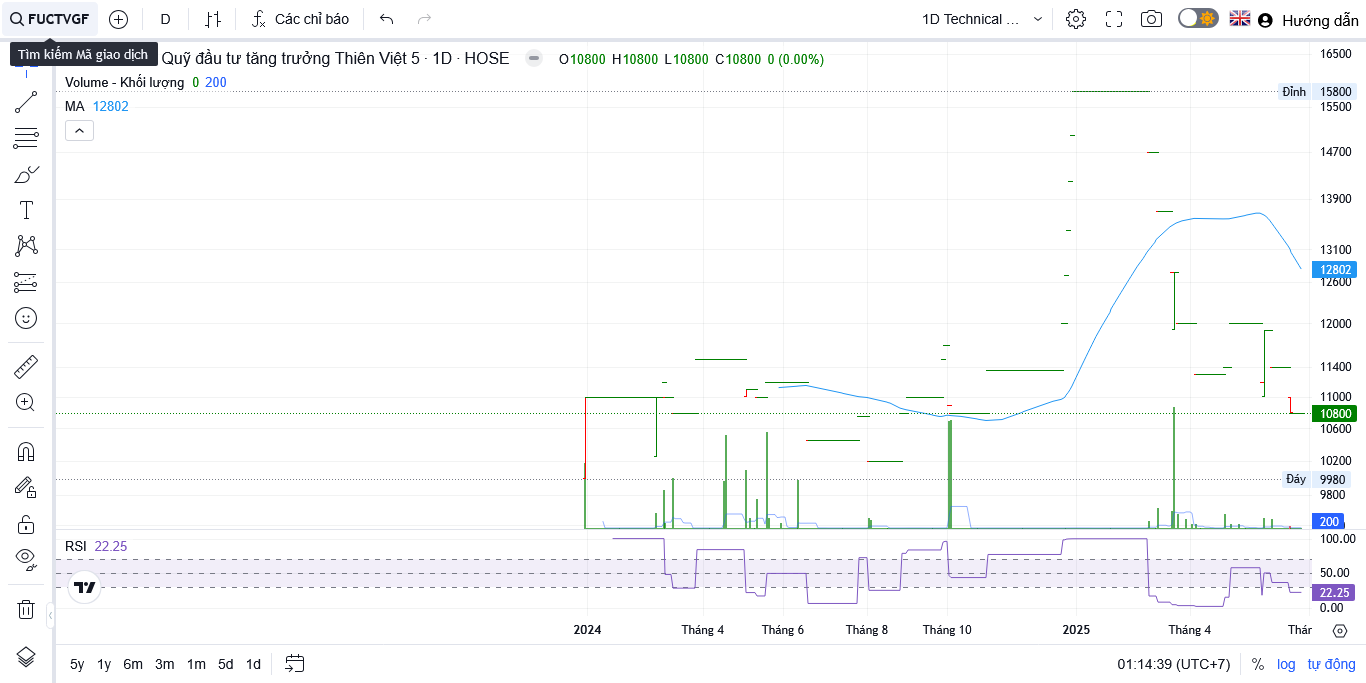 FUCTVGF
D
Các chỉ báo
1D Technical ...
Hướng dẫn
Tìm kiếm Mã giao dịch
Quỹ đầu tư tăng trưởng Thiên Việt 5 · 1D · HOSE
O10800 H10800 L10800 C10800 0 (0.00%)
Volume - Khối lượng 0 200
MA 12802
16500
Đỉnh 15800
15500
14700
13900
13100
12802
12600
12000
11400
11000
10800
10600
10200
Đáy 9980
9800
200
RSI 22.25
100.00
50.00
22.25
0.00
2024 Tháng 4 Tháng 6 Tháng 8 Tháng 10 2025 Tháng 4 Thár
5y 1y 6m 3m 1m 5d 1d
01:14:39 (UTC+7) % log tự động